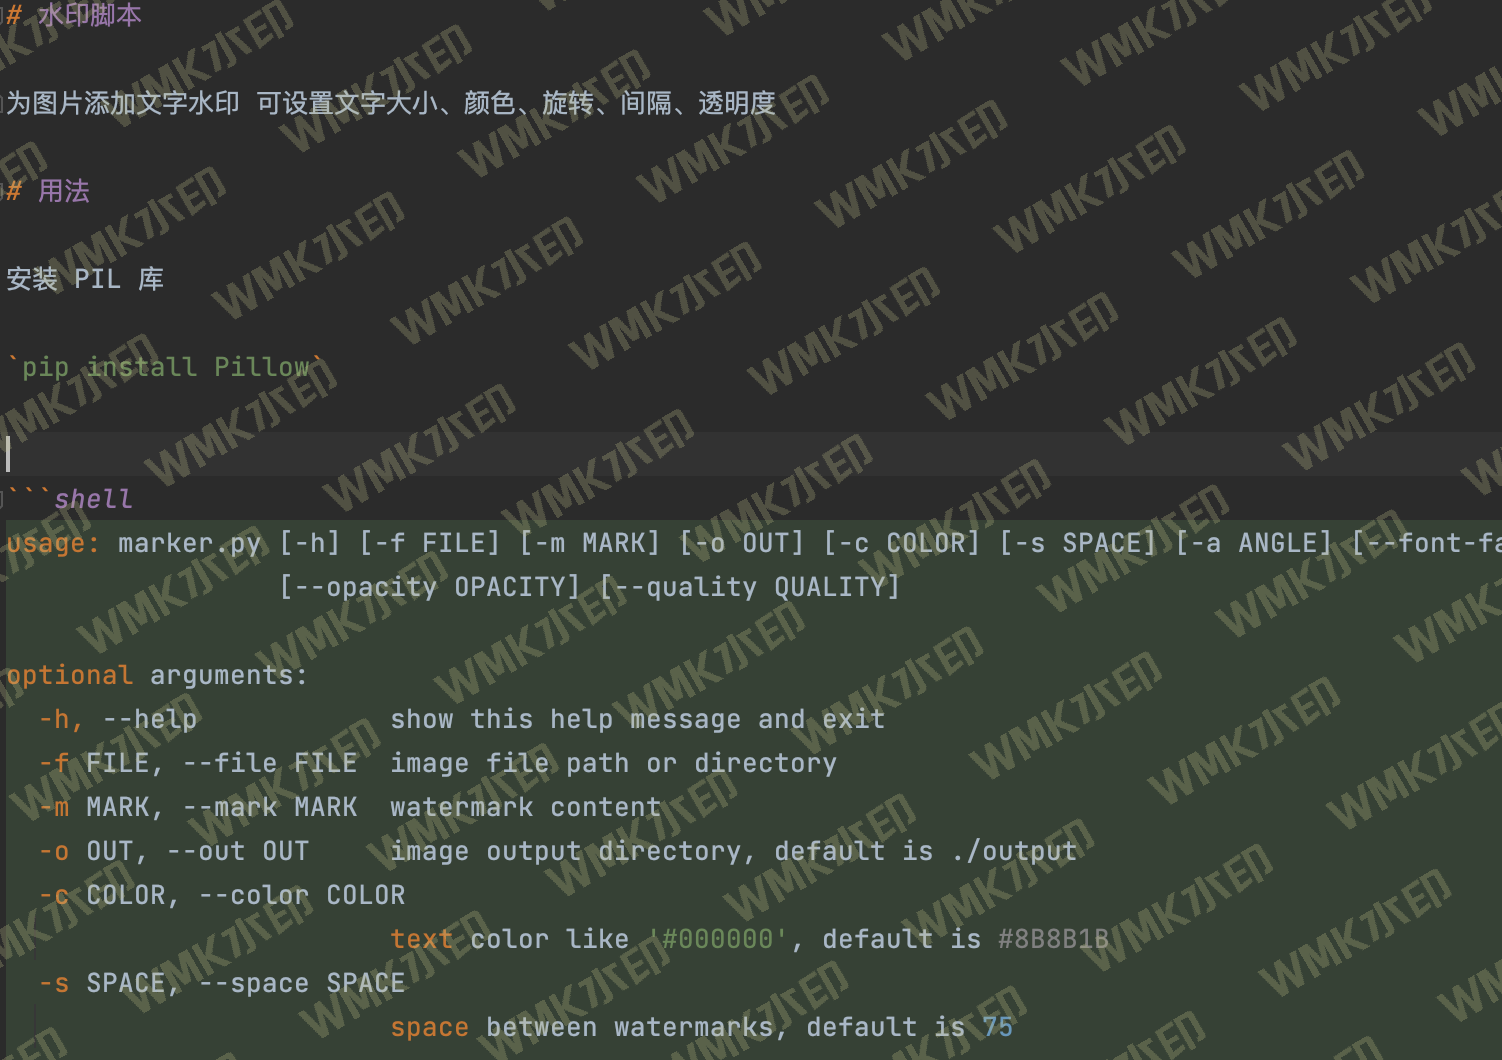 # 水印脚本
为图片添加文字水印 可设置文字大小、颜色、旋转、间隔、透明度
# 用法
安装 PIL 库
`pip install Pillow`
```shell
usage: marker.py [-h] [-f FILE] [-m MARK] [-o OUT] [-c COLOR] [-s SPACE] [-a ANGLE] [--font-fa
[--opacity OPACITY] [--quality QUALITY]
optional arguments:
-h, --help show this help message and exit
-f FILE, --file FILE image file path or directory
-m MARK, --mark MARK watermark content
-o OUT, --out OUT image output directory, default is ./output
-c COLOR, --color COLOR
text color like '#000000', default is #8B8B1B
-s SPACE, --space SPACE
space between watermarks, default is 75
WMK水印